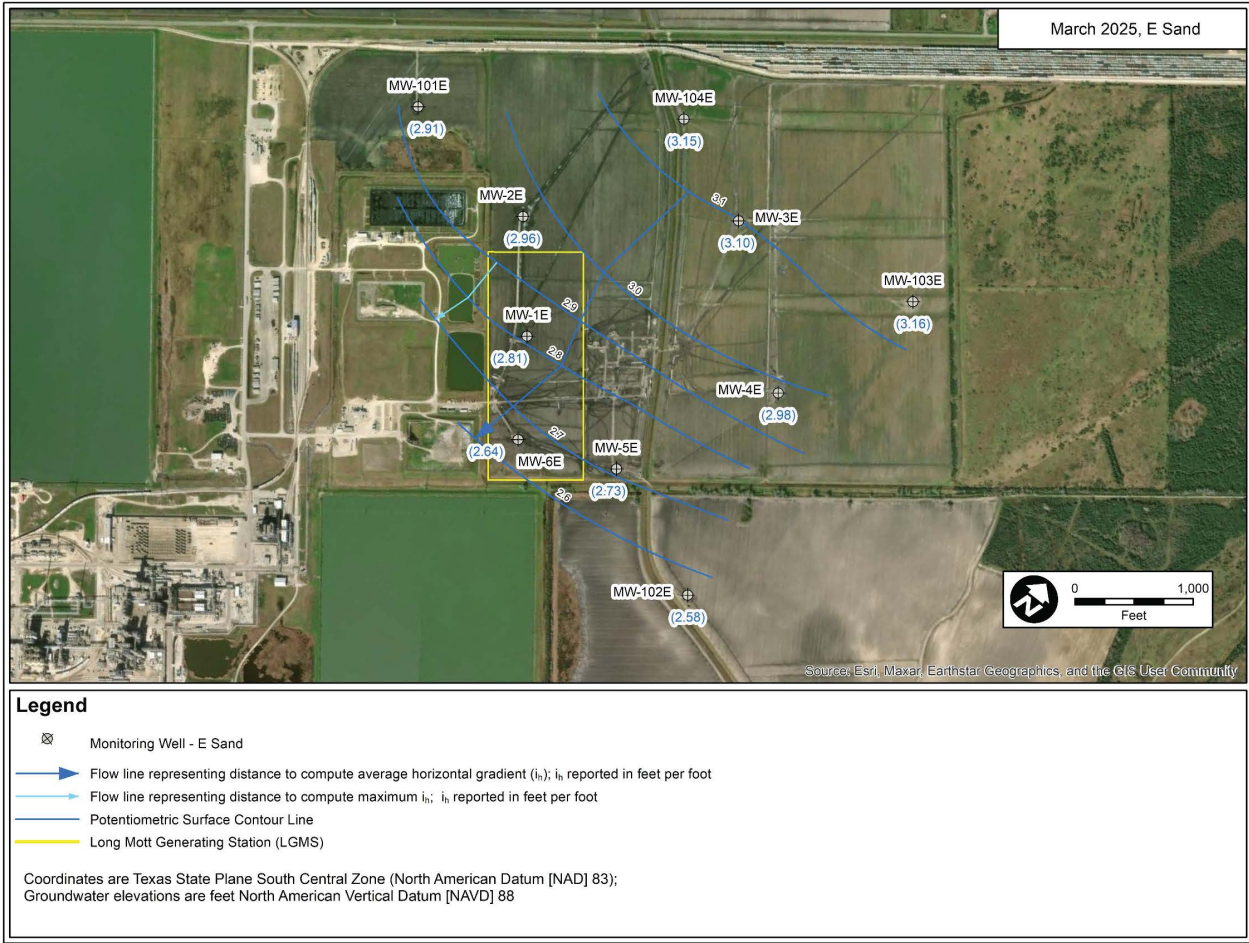 March 2025, E Sand
MW-101E
(2.91)
MW-104E
(3.15)
MW-2E
(2.96)
3.1
MW-3E
(3.10)
MW-103E
(3.16)
3.0
2.9
MW-1E
(2.81)
2.8
MW-4E
(2.98)
2.7
(2.64)
MW-6E
MW-5E
(2.73)
2.6
MW-102E
(2.58)
N
0 1,000
Feet
Source: Esri, Maxar, Earthstar Geographics, and the GIS User Community
Legend
Monitoring Well - E Sand
Flow line representing distance to compute average horizontal gradient (iₕ); iₕ reported in feet per foot
Flow line representing distance to compute maximum iₕ; iₕ reported in feet per foot
Potentiometric Surface Contour Line
Long Mott Generating Station (LGMS)
Coordinates are Texas State Plane South Central Zone (North American Datum [NAD] 83);
Groundwater elevations are feet North American Vertical Datum [NAVD] 88